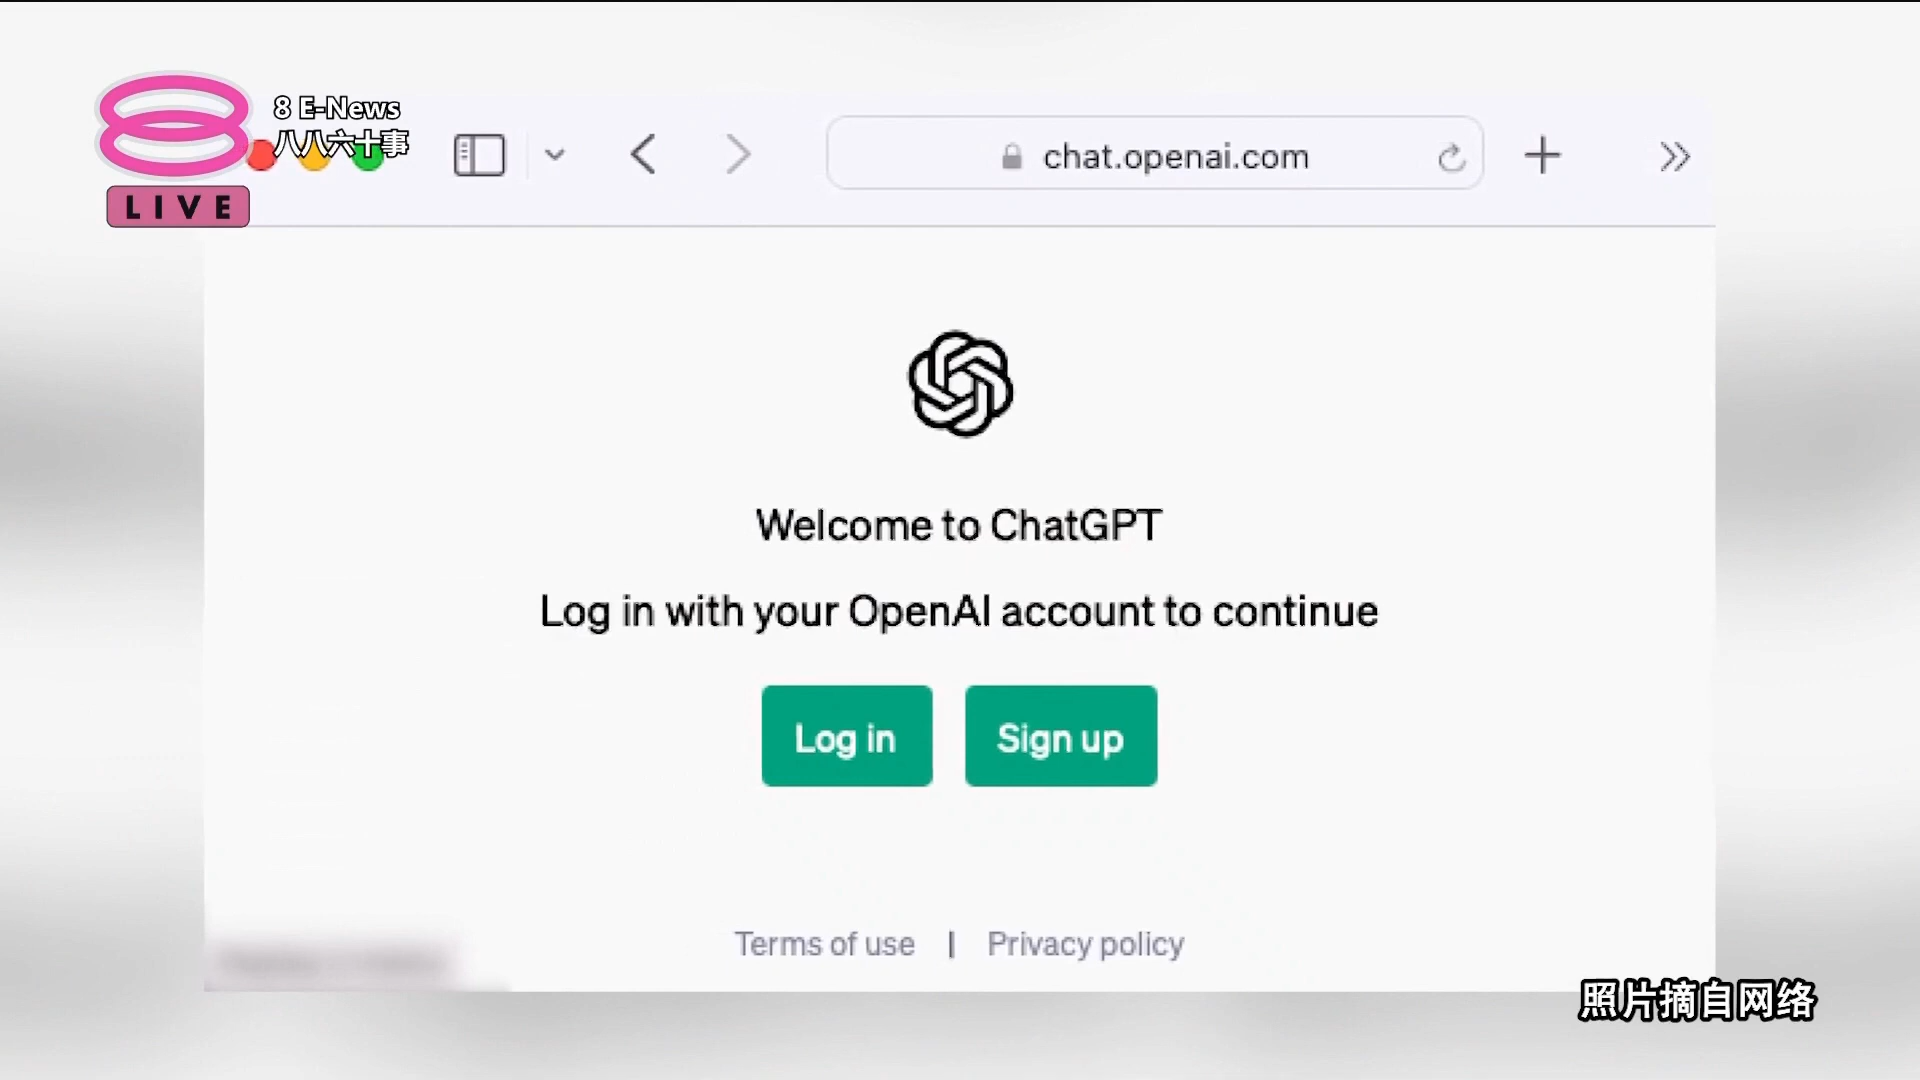 8 E-News
八八六十事
LIVE
chat.openai.com
Welcome to ChatGPT
Log in with your OpenAI account to continue
Log in
Sign up
Terms of use | Privacy policy
照片摘自网络